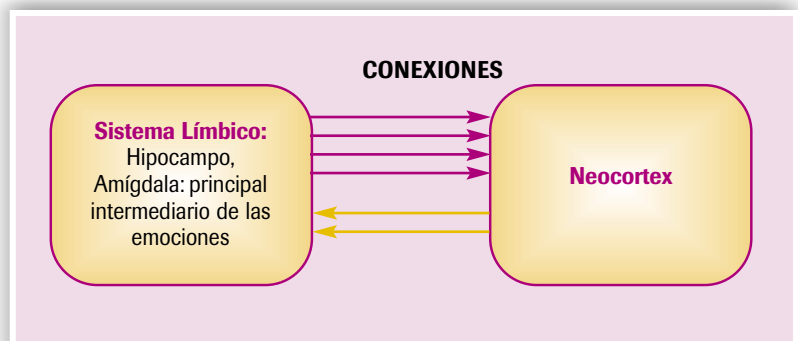 CONEXIONES
Sistema Límbico:
Hipocampo,
Amígdala: principal
intermediario de las
emociones
Neocortex